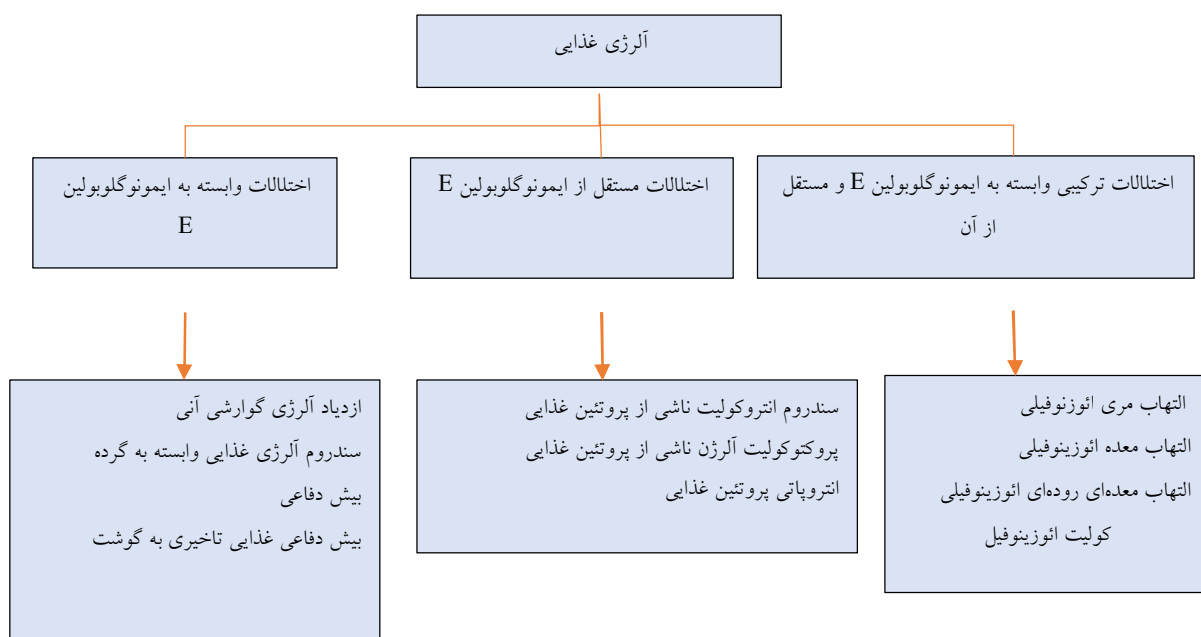 آلرژی غذایی
اختلالات ترکیبی وابسته به ایمونوگلوبولین E و مستقل
از آن
اختلالات مستقل از ایمونوگلوبولین E
اختلالات وابسته به ایمونوگلوبولین
E
التهاب مری ائوزنوفیلی
التهاب معده ائوزینوفیلی
التهاب معده‌ای روده‌ای ائوزینوفیلی
کولیت ائوزینوفیل
سندروم انتروکولیت ناشی از پروتئین غذایی
پروکتوکولیت آلرژن ناشی از پروتئین غذایی
انتروپاتی پروتئین غذایی
ازدیاد آلرژی گوارشی آنی
سندروم آلرژی غذایی وابسته به گرده
بیش دفاعی
بیش دفاعی غذایی تاخیری به گوشت